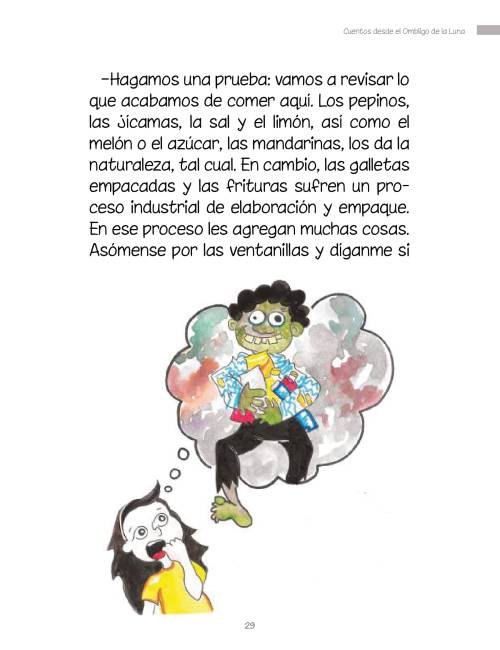 Cuentos desde el Ombligo de la Luna
-Hagamos una prueba: vamos a revisar lo
que acabamos de comer aquí. Los pepinos,
las jícamas, la sal y el limón, así como el
melón o el azúcar, las mandarinas, los da la
naturaleza, tal cual. En cambio, las galletas
empacadas y las frituras sufren un pro-
ceso industrial de elaboración y empaque.
En ese proceso les agregan muchas cosas.
Asómense por las ventanillas y díganme si
29